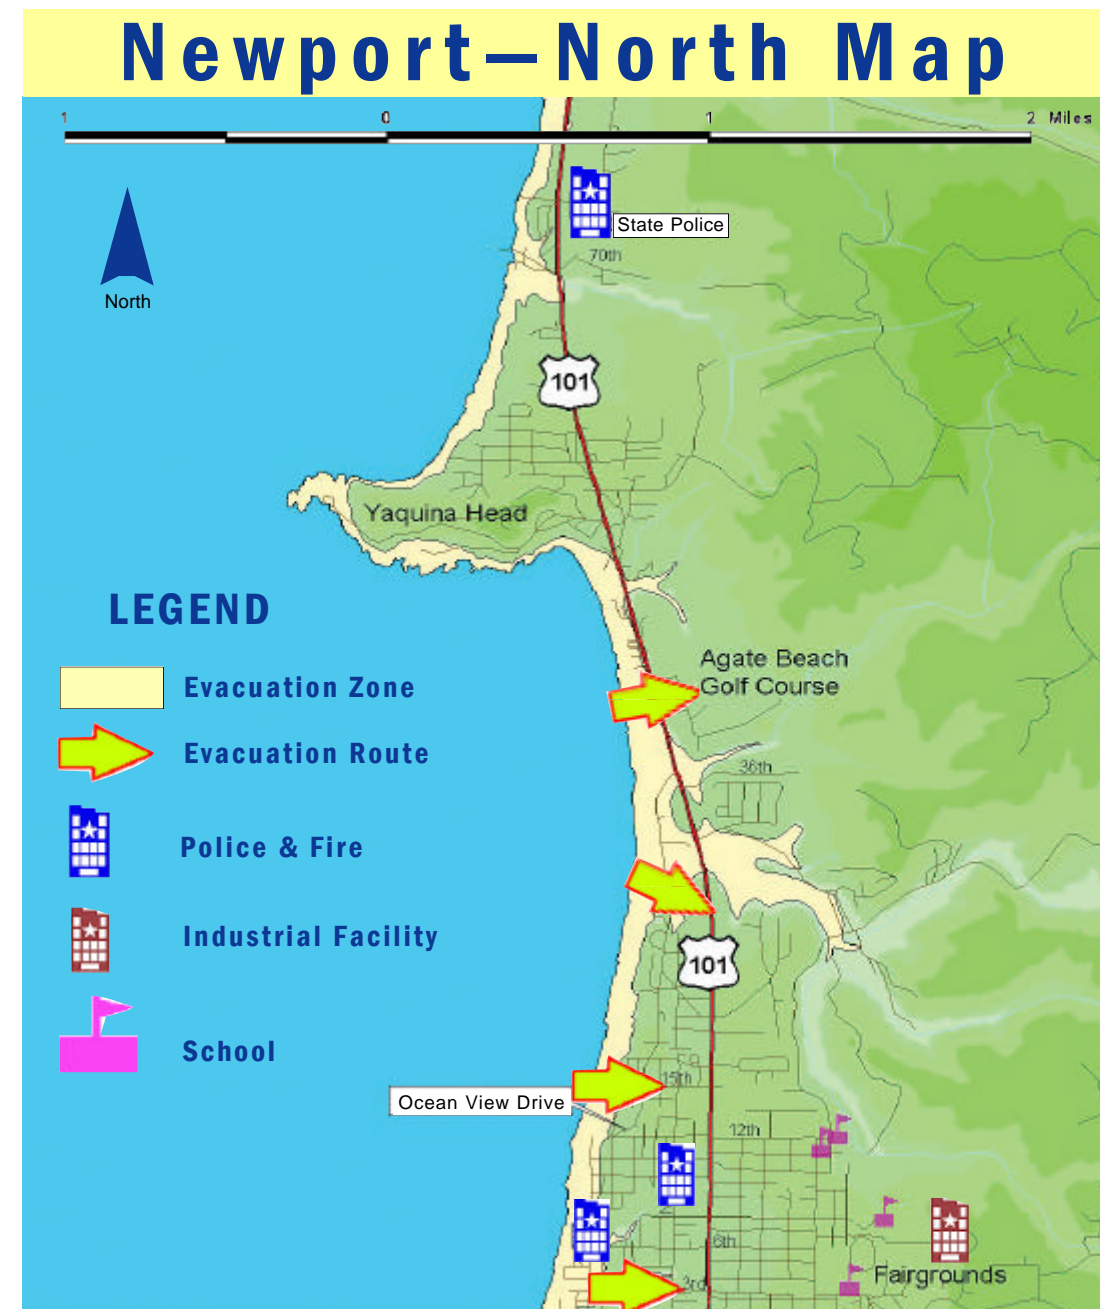 Newport—North Map
1 0 1 2 Miles
State Police
70th
North
101
Yaquina Head
LEGEND
Agate Beach
Golf Course
Evacuation Zone
Evacuation Route
36th
Police & Fire
Industrial Facility
101
School
15th
Ocean View Drive
12th
6th
Fairgrounds
3rd